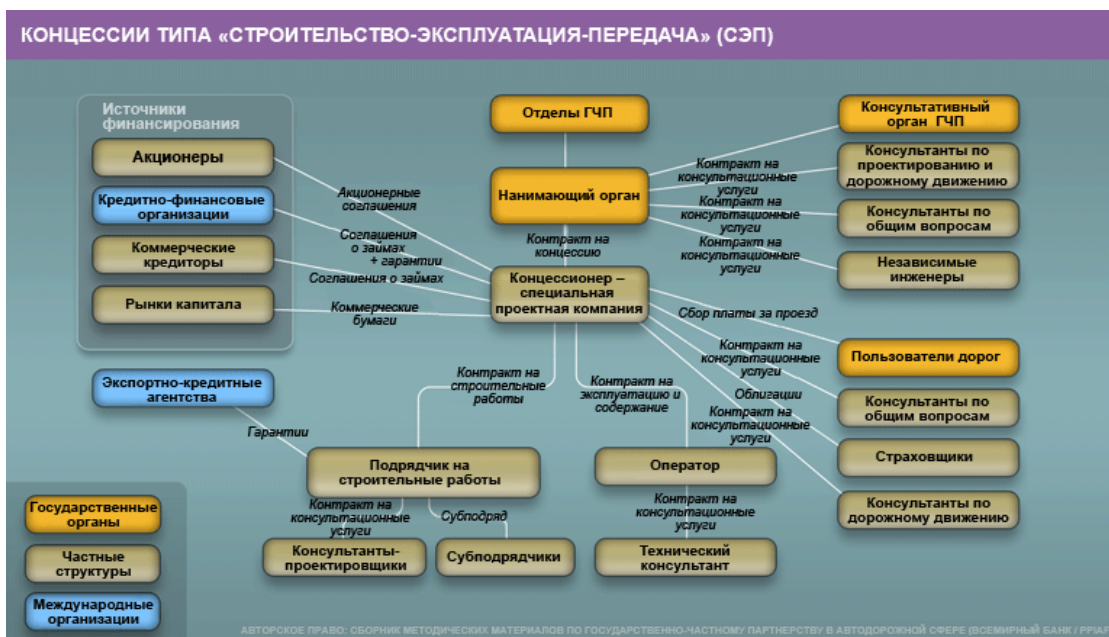 КОНЦЕССИИ ТИПА «СТРОИТЕЛЬСТВО-ЭКСПЛУАТАЦИЯ-ПЕРЕДАЧА» (СЭП)
Источники
финансирования
Акционеры
Кредитно-финансовые
организации
Коммерческие
кредиторы
Рынки капитала
Экспортно-кредитные
агентства
Гарантии
Акционерные
соглашения
Соглашения
о займах
+ гарантии
Соглашения о займах
Коммерческие
бумаги
Отделы ГЧП
Нанимающий орган
Контракт на
концессию
Концессионер –
специальная
проектная компания
Консультативный
орган ГЧП
Контракт на
консультационные
услуги
Консультанты по
проектированию и
дорожному движению
Контракт на
консультационные
услуги
Консультанты по
общим вопросам
Контракт на
консультационные
услуги
Независимые
инженеры
Сбор платы за проезд
Пользователи дорог
Контракт на
консультационные
услуги
Консультанты по
общим вопросам
Облигации
Страховщики
Контракт на
консультационные
услуги
Консультанты по
дорожному движению
Контракт на
строительные
работы
Контракт на
эксплуатацию и
содержание
Подрядчик на
строительные работы
Оператор
Контракт на
консультационные
услуги
Субподряд
Контракт на
консультационные
услуги
Консультанты-
проектировщики
Субподрядчики
Технический
консультант
Государственные
органы
Частные
структуры
Международные
организации
АВТОРСКОЕ ПРАВО: СБОРНИК МЕТОДИЧЕСКИХ МАТЕРИАЛОВ ПО ГОСУДАРСТВЕННО-ЧАСТНОМУ ПАРТНЕРСТВУ В АВТОДОРОЖНОЙ СФЕРЕ (ВСЕМИРНЫЙ БАНК / PPIAF